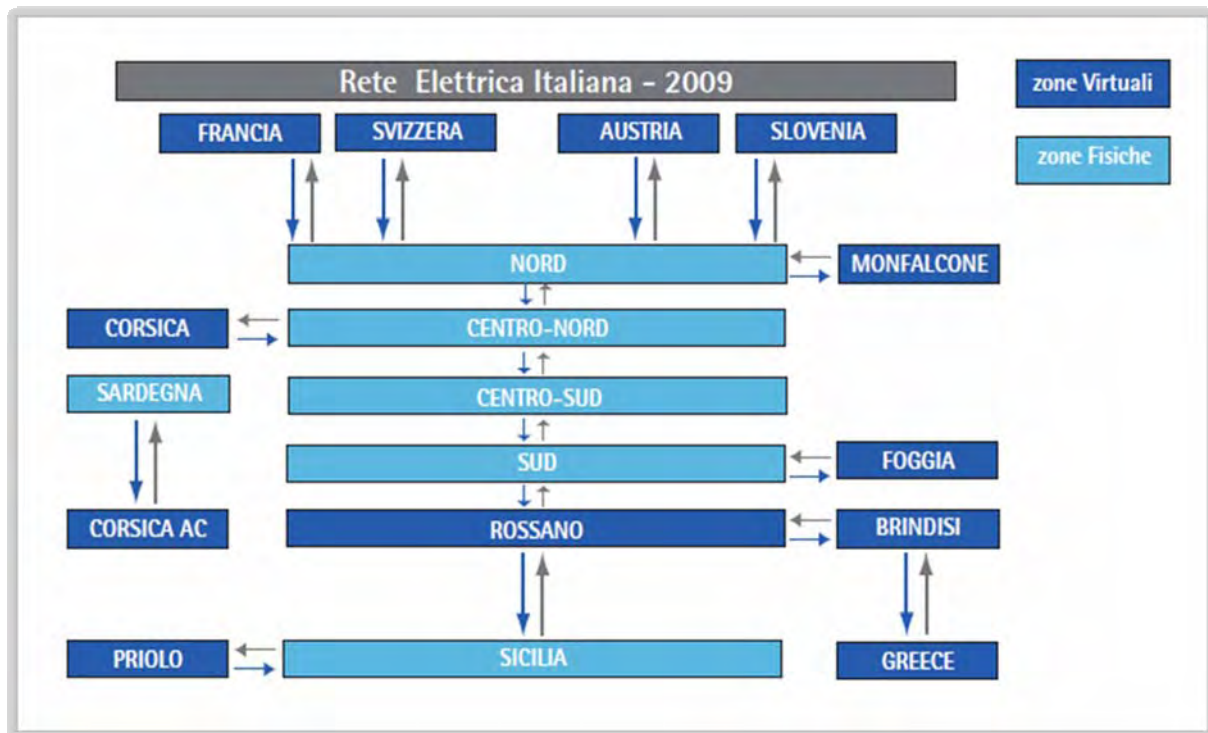 Rete Elettrica Italiana - 2009
zone Virtuali
zone Fisiche
FRANCIA
SVIZZERA
AUSTRIA
SLOVENIA
NORD
MONFALCONE
CORSICA
CENTRO-NORD
SARDEGNA
CENTRO-SUD
SUD
FOGGIA
CORSICA AC
ROSSANO
BRINDISI
PRIOLO
SICILIA
GREECE